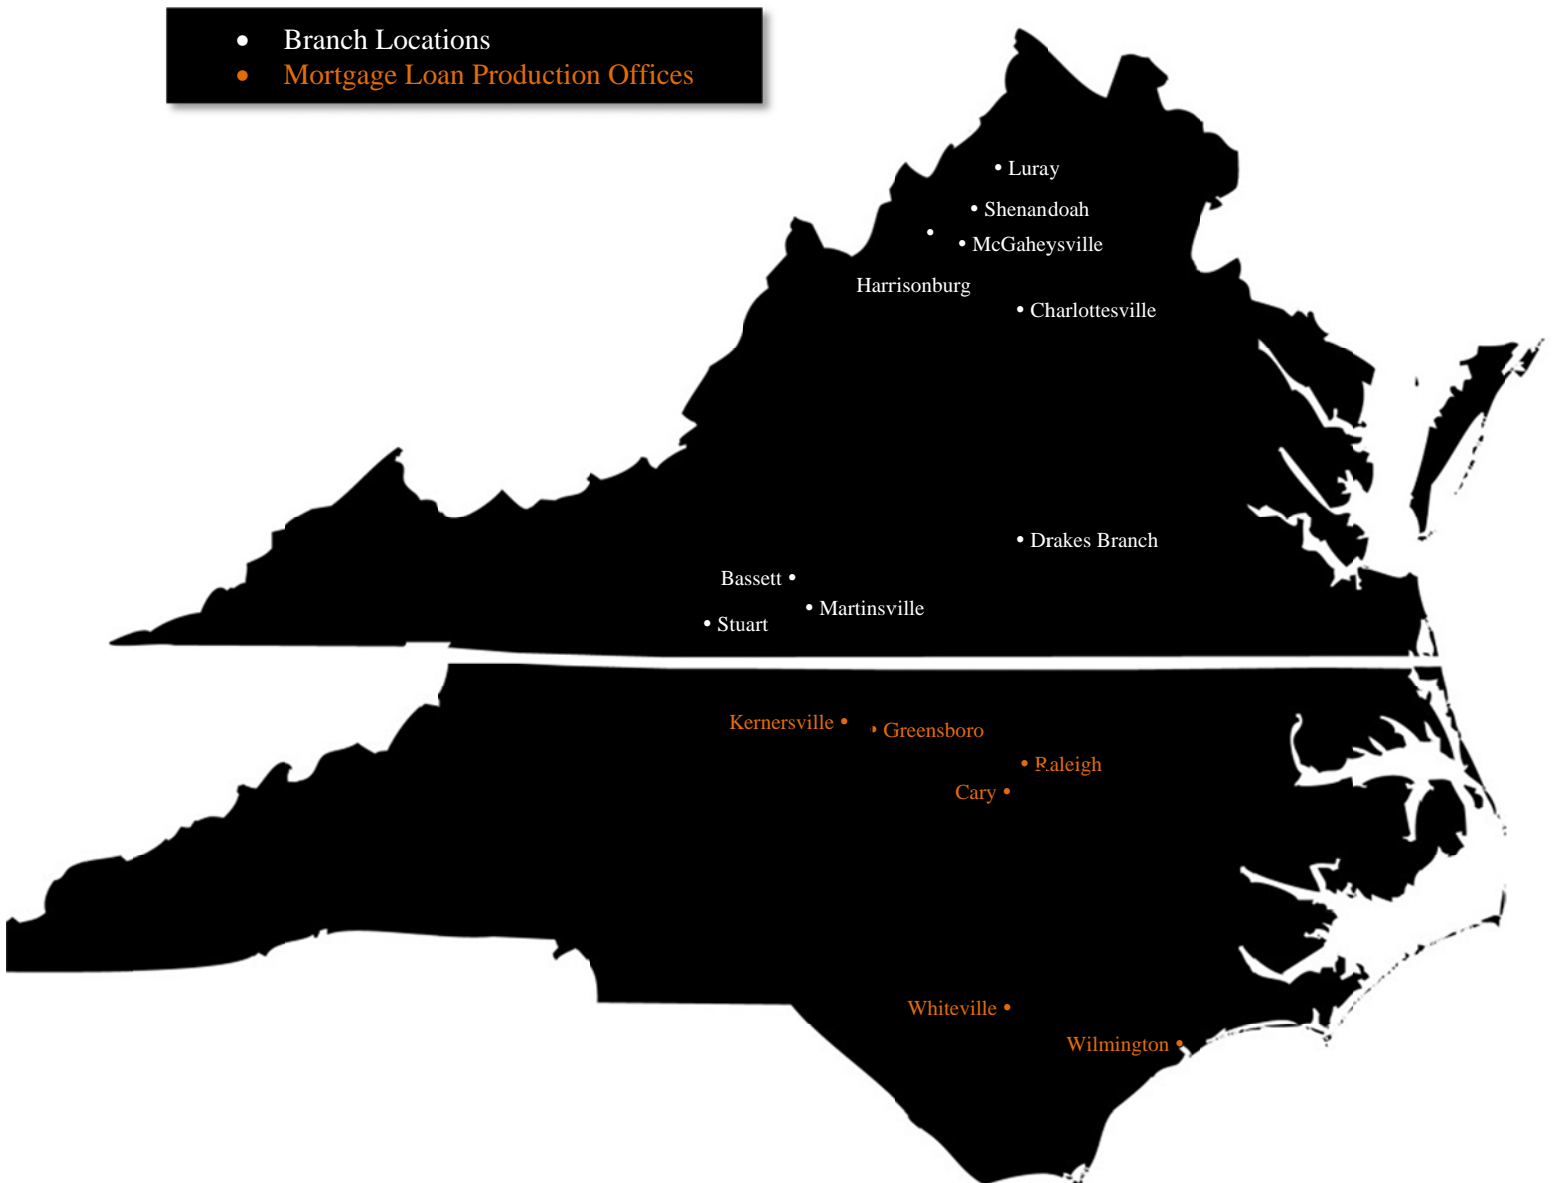 • Branch Locations
• Mortgage Loan Production Offices
• Luray
• Shenandoah
• McGaheysville
Harrisonburg
• Charlottesville
• Drakes Branch
Bassett •
• Martinsville
• Stuart
Kernersville •
• Greensboro
• Raleigh
Cary •
Whiteville •
Wilmington •